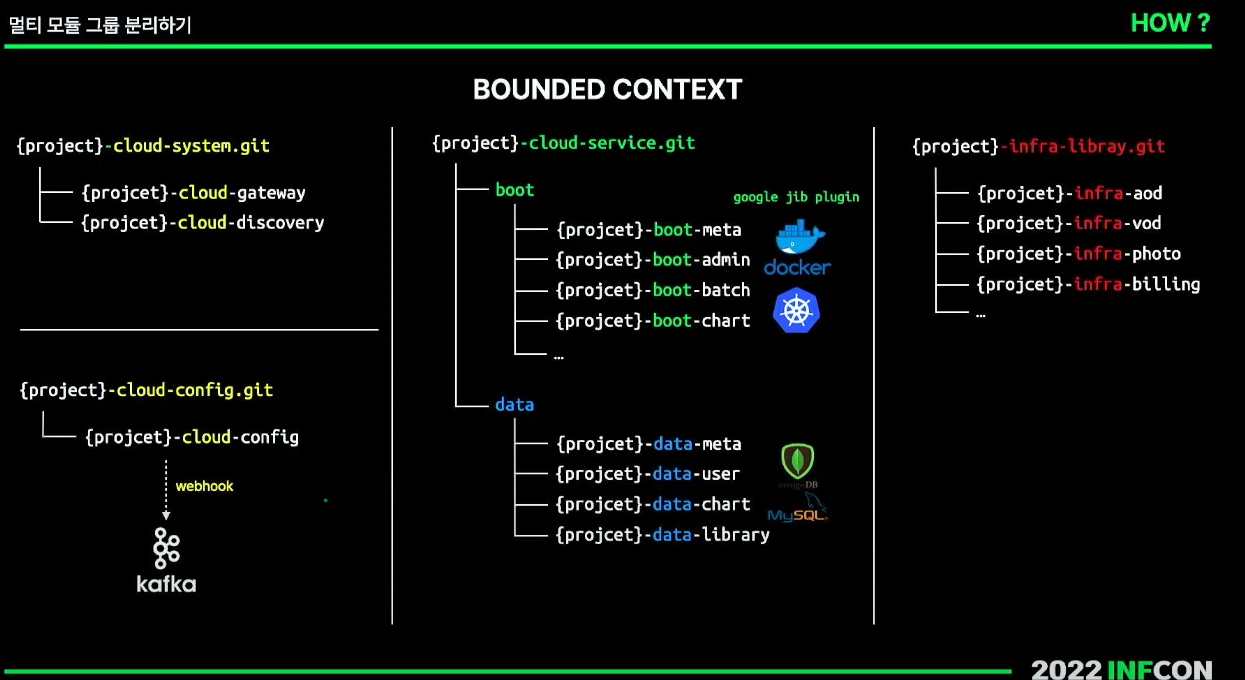 멀티 모듈 그룹 분리하기
HOW ?
BOUNDED CONTEXT
{project}-cloud-system.git
{projcet}-cloud-gateway
{projcet}-cloud-discovery
{project}-cloud-config.git
{projcet}-cloud-config
webhook
kafka
{project}-cloud-service.git
boot
google jib plugin
{projcet}-boot-meta
{projcet}-boot-admin
{projcet}-boot-batch
{projcet}-boot-chart
…
docker
data
{projcet}-data-meta
{projcet}-data-user
{projcet}-data-chart
{projcet}-data-library
mongoDB
MySQL
{project}-infra-libray.git
{projcet}-infra-aod
{projcet}-infra-vod
{projcet}-infra-photo
{projcet}-infra-billing
…
2022 INFCON